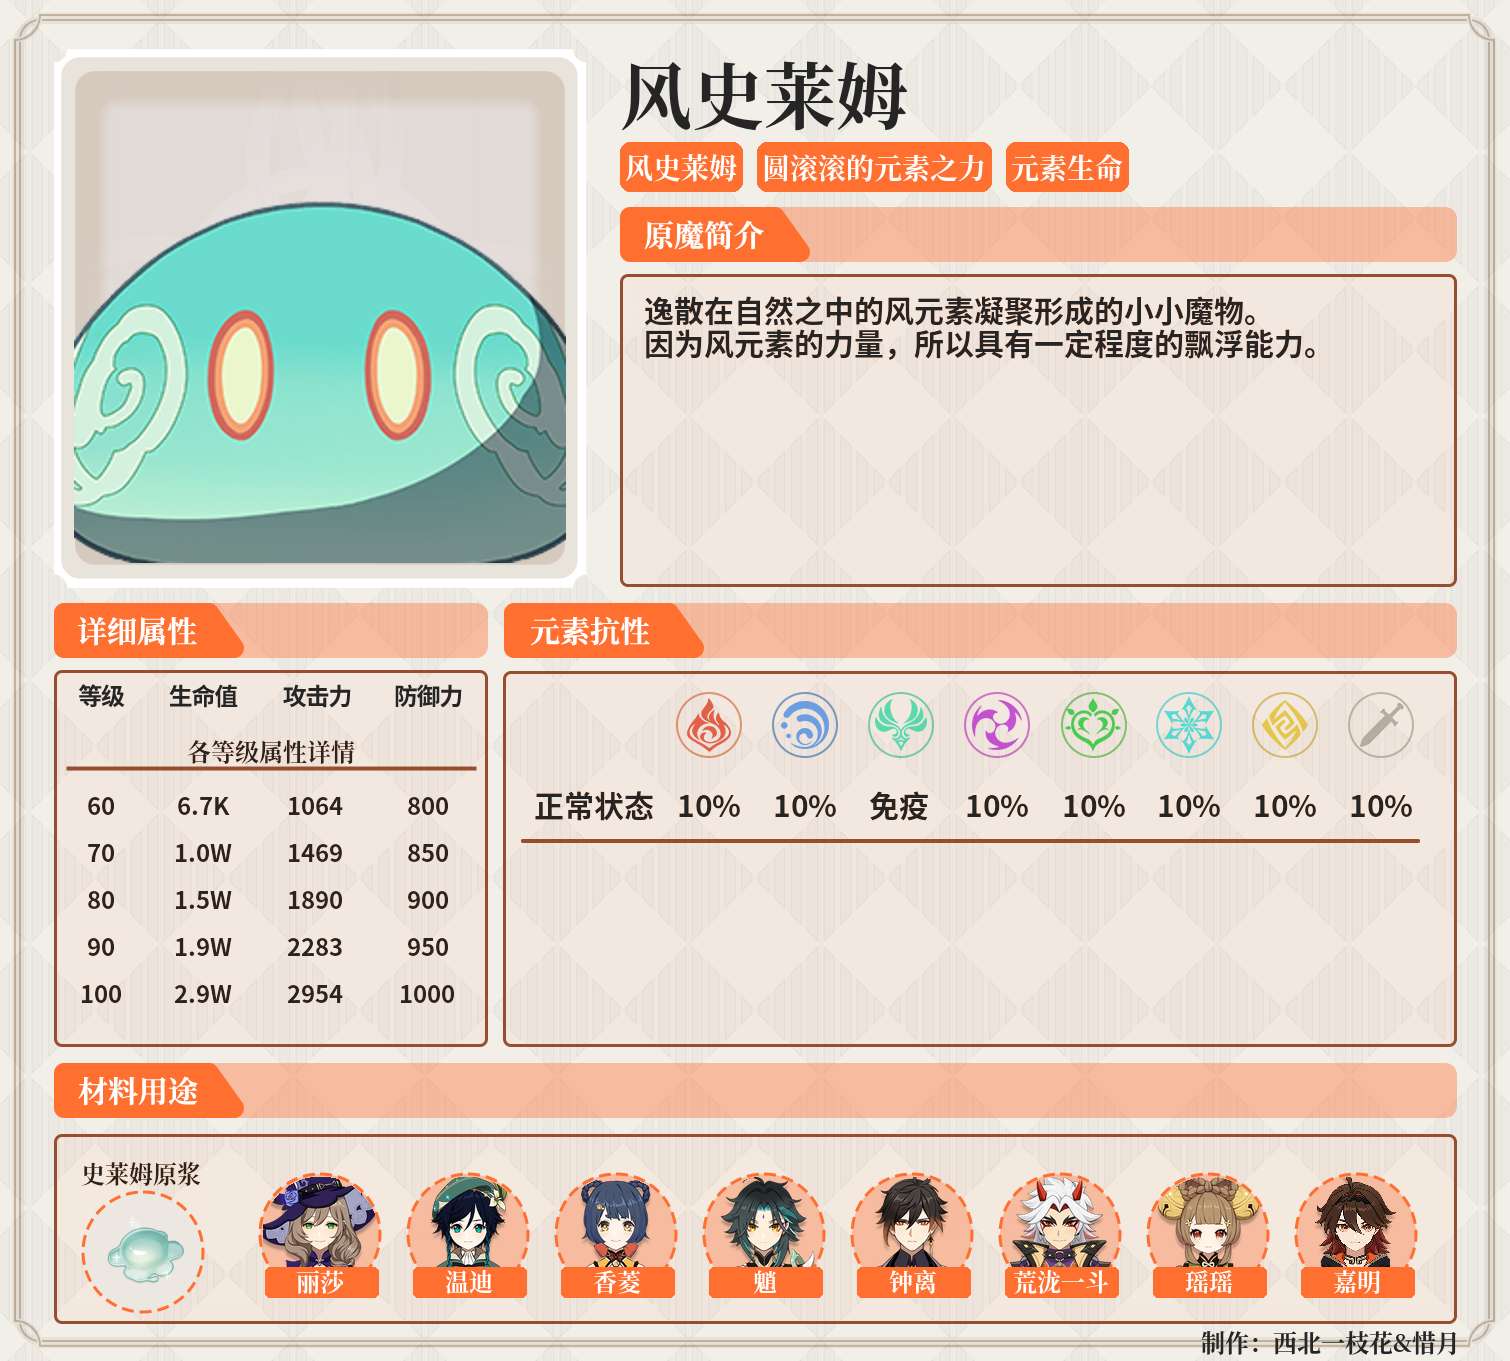 风史莱姆
风史莱姆 圆滚滚的元素之力 元素生命
原魔简介
逸散在自然之中的风元素凝聚形成的小小魔物。
因为风元素的力量，所以具有一定程度的飘浮能力。
详细属性
等级 生命值 攻击力 防御力
各等级属性详情
60 6.7K 1064 800
70 1.0W 1469 850
80 1.5W 1890 900
90 1.9W 2283 950
100 2.9W 2954 1000
元素抗性
正常状态 10% 10% 免疫 10% 10% 10% 10% 10%
材料用途
史莱姆原浆
丽莎 温迪 香菱 魈 钟离 荒泷一斗 瑶瑶 嘉明
制作：西北一枝花&惜月